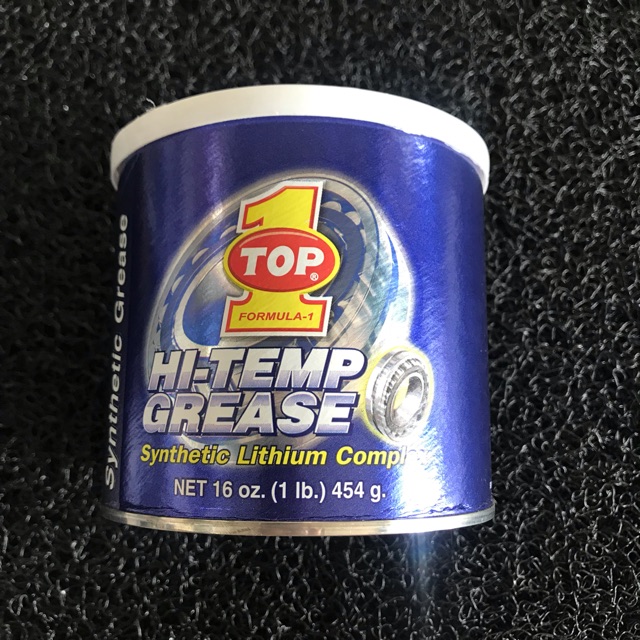 1
TOP®
FORMULA-1
HI-TEMP
GREASE
Synthetic Lithium
NET 16 oz. (1 lb.) 454 g.
Synthetic Grease